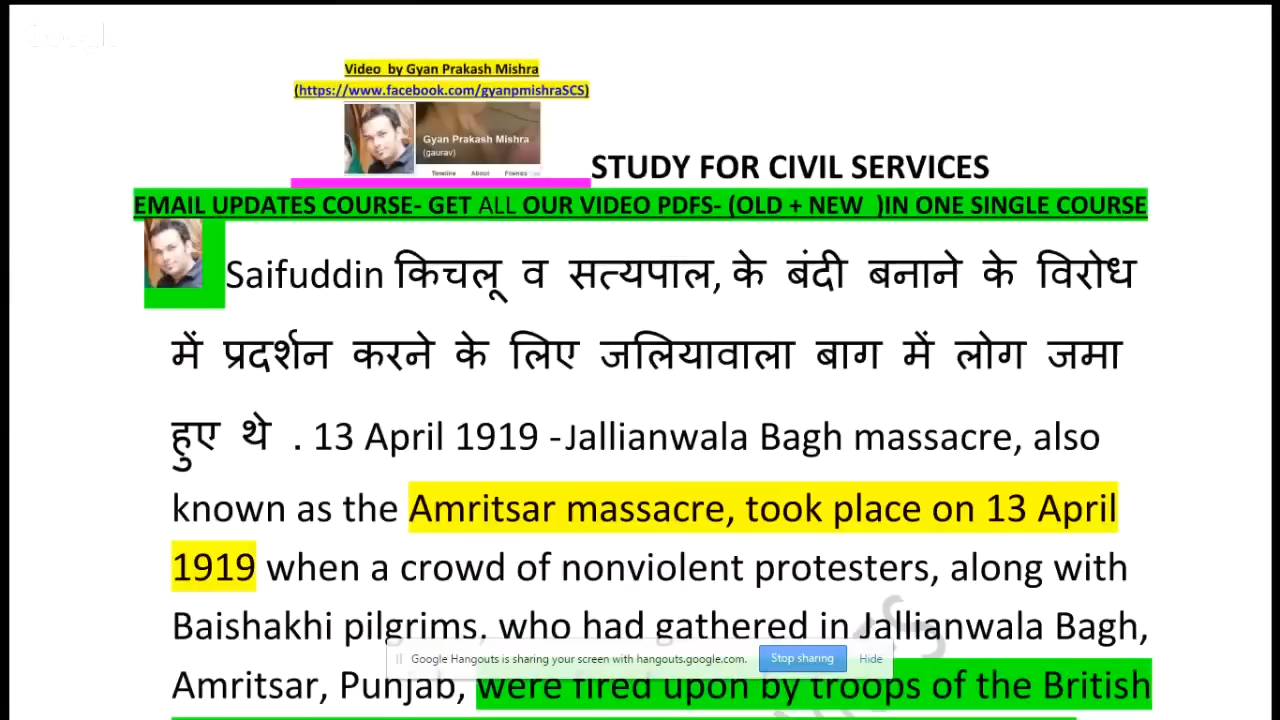 Google
Video by Gyan Prakash Mishra
(https://www.facebook.com/gyanpmishraSCS)
Gyan Prakash Mishra
(gaurav)
Timeline About Friends
STUDY FOR CIVIL SERVICES
EMAIL UPDATES COURSE- GET ALL OUR VIDEO PDFS- (OLD + NEW )IN ONE SINGLE COURSE
Saifuddin किचलू व सत्यपाल, के बंदी बनाने के विरोध
में प्रदर्शन करने के लिए जलियावाला बाग में लोग जमा
हुए थे . 13 April 1919 -Jallianwala Bagh massacre, also
known as the Amritsar massacre, took place on 13 April
1919 when a crowd of nonviolent protesters, along with
Baishakhi pilgrims, who had gathered in Jallianwala Bagh,
Google Hangouts is sharing your screen with hangouts.google.com. Stop sharing Hide
Amritsar, Punjab, were fired upon by troops of the British